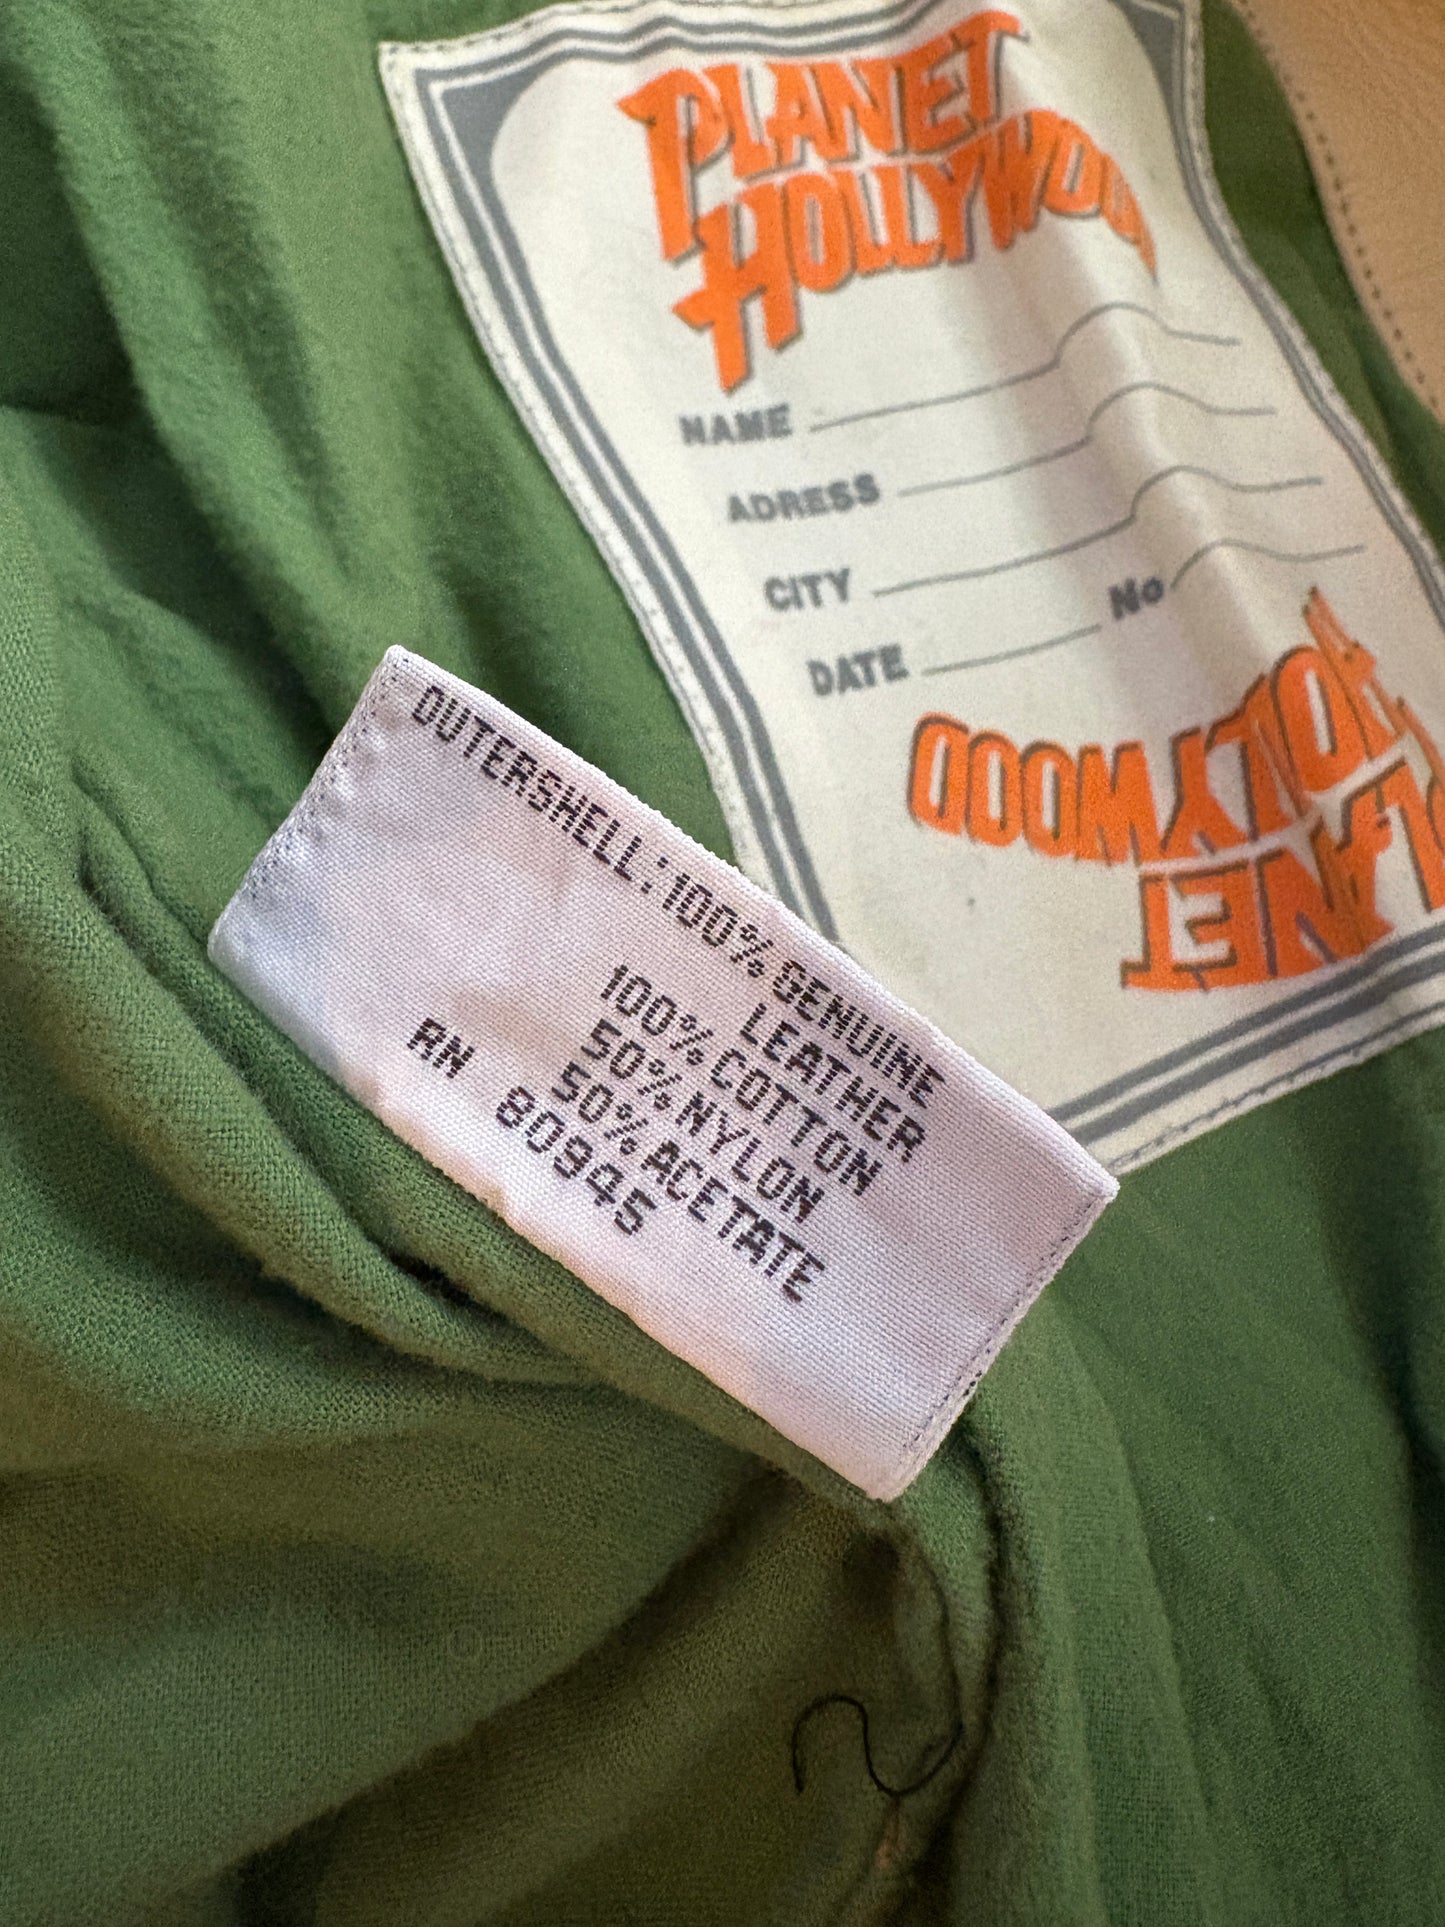 PLANET
HOLLYWOOD
NAME
ADRESS
CITY
DATE No
PLANET
HOLLYWOOD
OUTERSHELL: 100% GENUINE
LEATHER
100% COTTON
50% NYLON
50% ACETATE
RN 80945